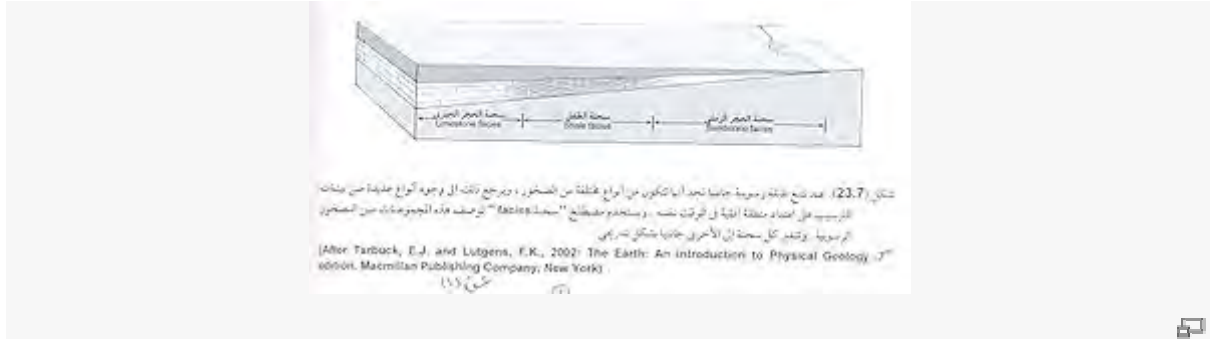 سحنة الحجر الجيري
Limestone facies
سحنة الطفل
Shale facies
سحنة الحجر الرملي
Sandstone facies
شكل (23.7). عند تتبع طبقة رسوبية جانبيا نجد أنها تتكون من أنواع مختلفة من الصخور، ويرجع ذلك إلى وجود أنواع عديدة من بيئات
الترسيب على امتداد منطقة أفقية في الوقت نفسه. ويستخدم مصطلح "سحنة facies" لوصف هذه المجموعات من الصخور
الرسوبية. وتتغير كل سحنة إلى الأخرى جانبيا بشكل تدريجي
(After Tarbuck, E.J. and Lutgens, F.K., 2002: The Earth: An introduction to Physical Geology .7th
edition, Macmillan Publishing Company, New York)